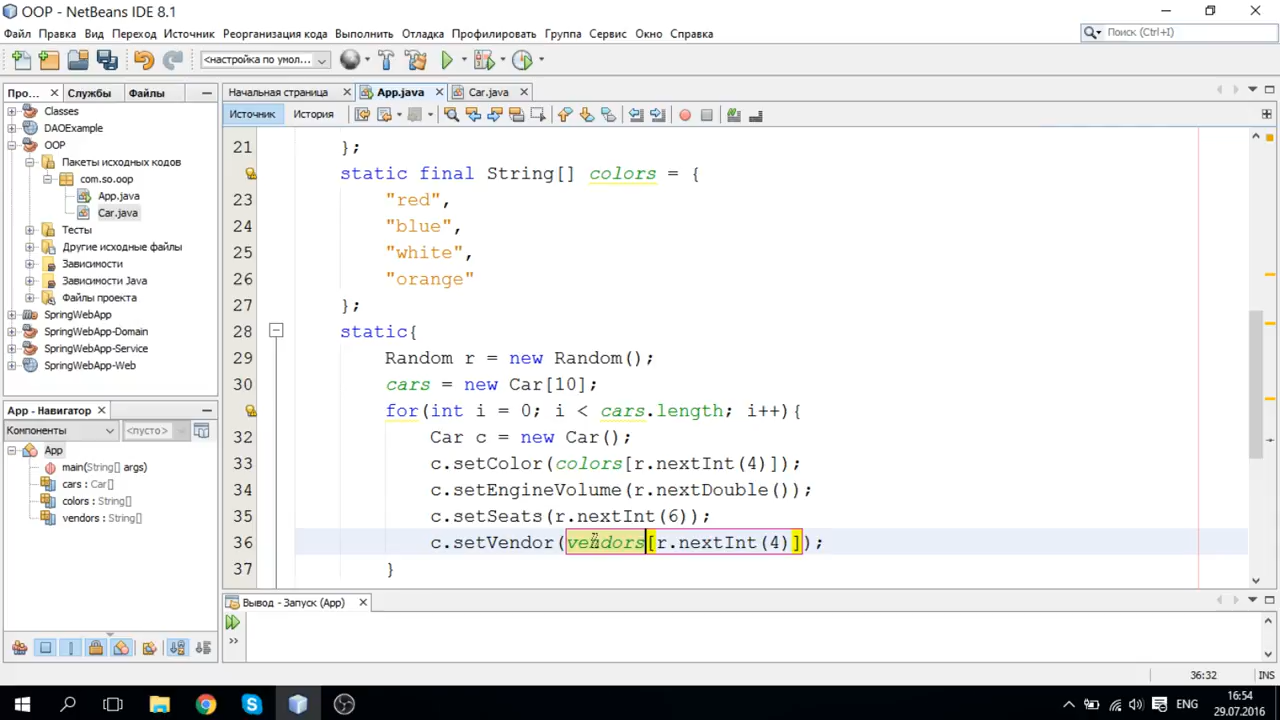 OOP - NetBeans IDE 8.1
Файл Правка Вид Переход Источник Реорганизация кода Выполнить Отладка Профилировать Группа Сервис Окно Справка
Поиск (Ctrl+I)
<настройка по умол...
Про... Службы Файлы
Начальная страница App.java Car.java
Источник История
Classes
DAOExample
OOP
Пакеты исходных кодов
com.so.oop
App.java
Car.java
Тесты
Другие исходные файлы
Зависимости
Зависимости Java
Файлы проекта
SpringWebApp
SpringWebApp-Domain
SpringWebApp-Service
SpringWebApp-Web
App - Навигатор
Компоненты <пусто>
App
main(String[] args)
cars : Car[]
colors : String[]
vendors : String[]
21 };
static final String[] colors = {
23 "red",
24 "blue",
25 "white",
26 "orange"
27 };
28 static{
29 Random r = new Random();
30 cars = new Car[10];
for(int i = 0; i < cars.length; i++){
32 Car c = new Car();
33 c.setColor(colors[r.nextInt(4)]);
34 c.setEngineVolume(r.nextDouble());
35 c.setSeats(r.nextInt(6));
36 c.setVendor(vendors[r.nextInt(4)]);
37 }
Вывод - Запуск (App)
36:32 INS
ENG
16:54
29.07.2016